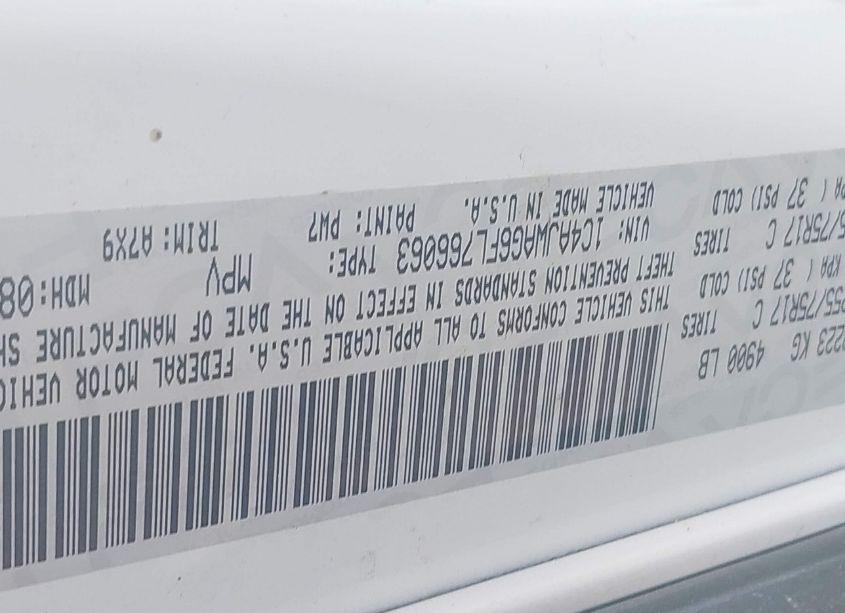 2223 KG 4900 LB
255/75R17 C TIRES
KPA ( 37 PSI) COLD
5/75R17 C TIRES
PA ( 37 PSI) COLD
THIS VEHICLE CONFORMS TO ALL APPLICABLE U.S.A. FEDERAL MOTOR VEHIC
THEFT PREVENTION STANDARDS IN EFFECT ON THE DATE OF MANUFACTURE SH
VIN: 1C4AJWAG6FL766063 TYPE: MPV MDH:08
VEHICLE MADE IN U.S.A. PAINT: PW7 TRIM: A7X9